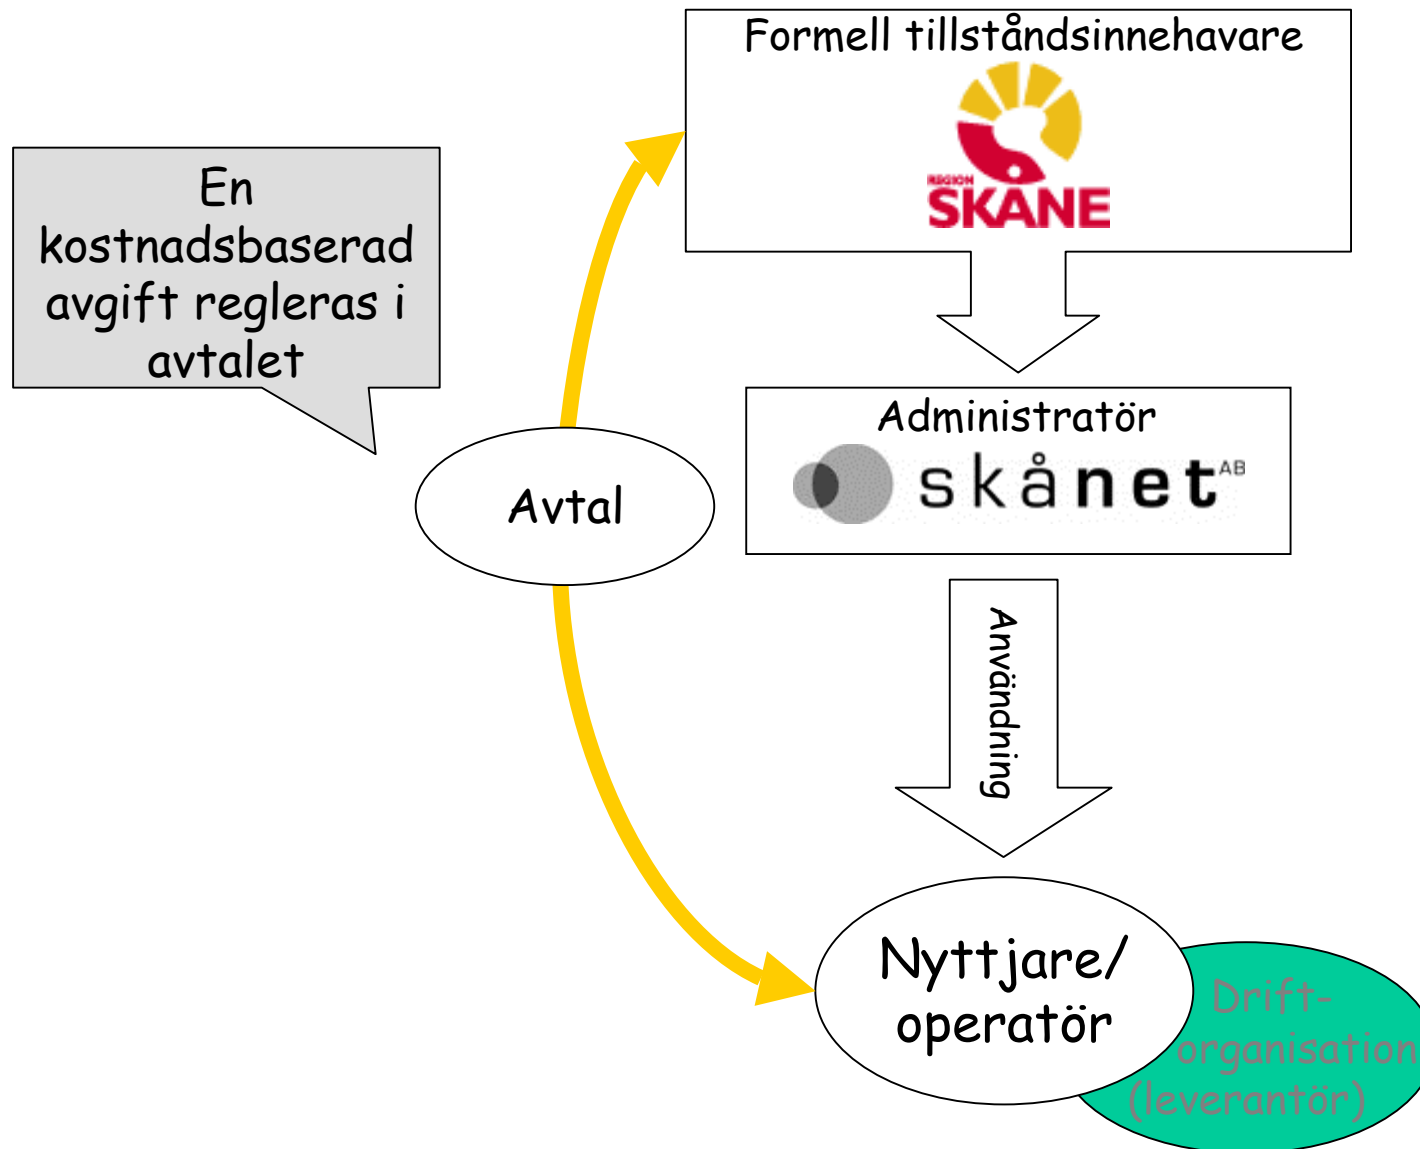 Formell tillståndsinnehavare
REGION
SKÅNE
En
kostnadsbaserad
avgift regleras i
avtalet
Administratör
skånet AB
Avtal
Användning
Nyttjare/
operatör
Drift-
organisation
(leverantör)